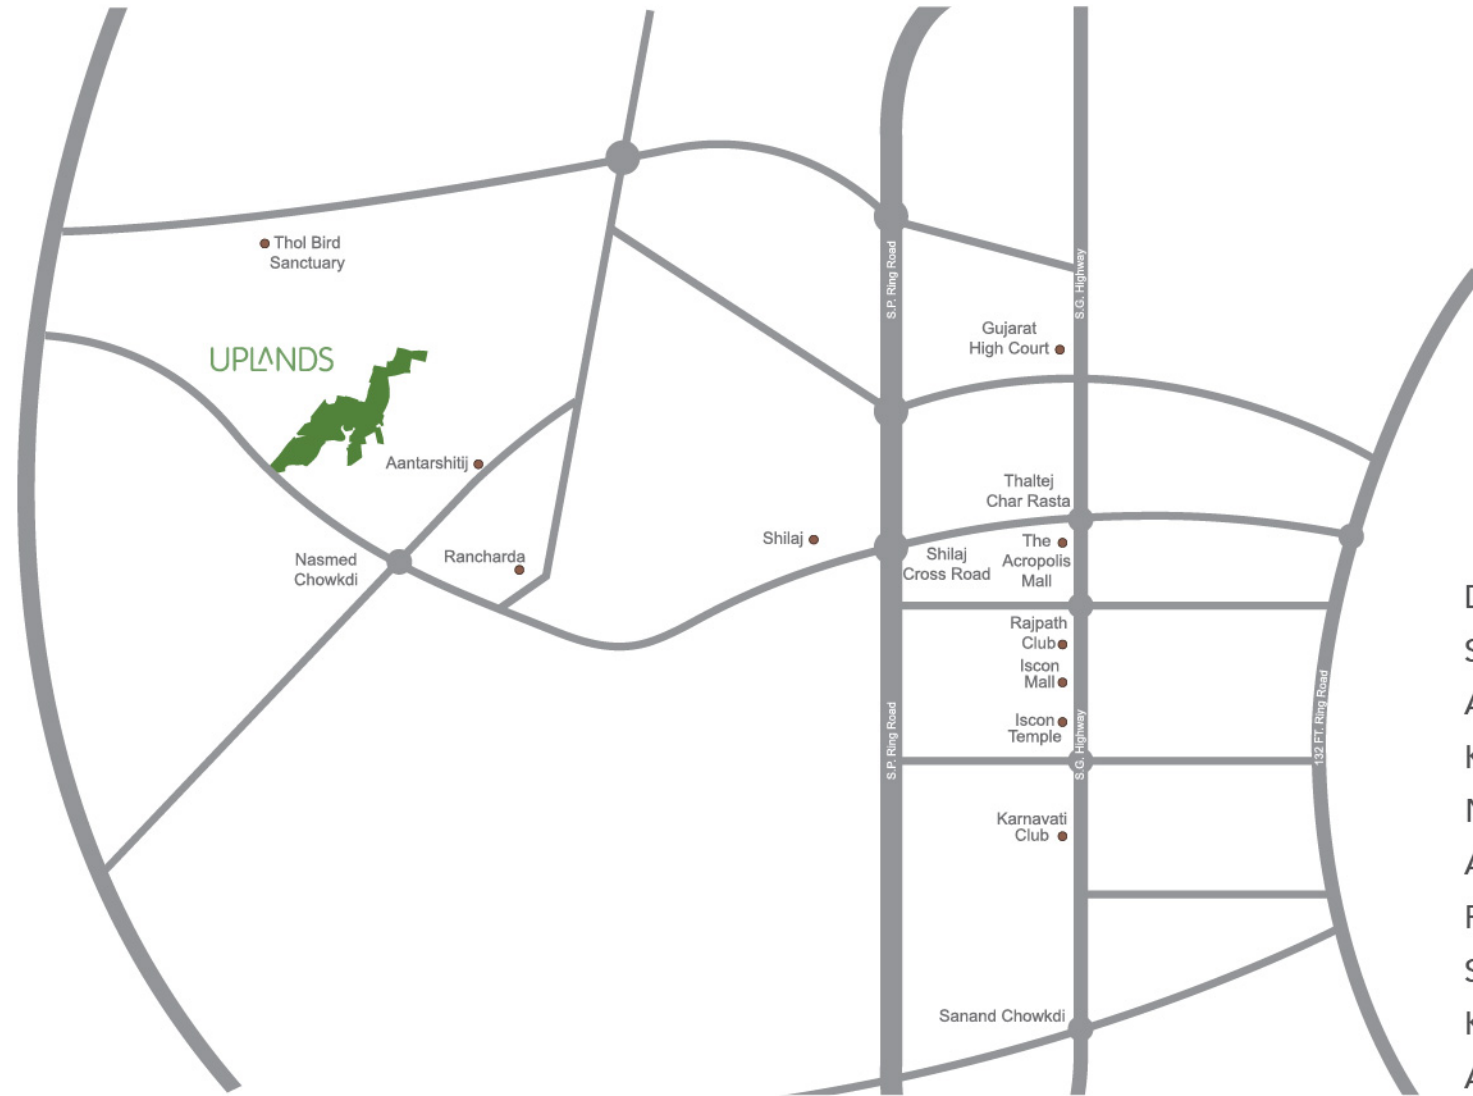 Thol Bird
Sanctuary
UPLANDS
Aantarshitij
Nasmed
Chowkdi
Rancharda
Shilaj
S.P. Ring Road
S.G. Highway
Gujarat
High Court
Thaltej
Char Rasta
Shilaj
Cross Road
The
Acropolis
Mall
Rajpath
Club
Iscon
Mall
Iscon
Temple
S.P. Ring Road
S.G. Highway
132 FT. Ring Road
Karnavati
Club
Sanand Chowkdi